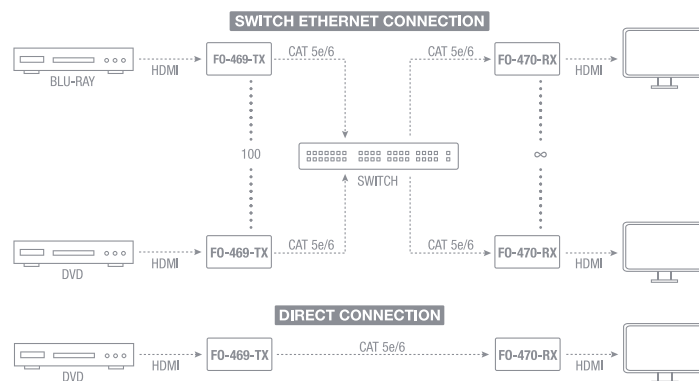 SWITCH ETHERNET CONNECTION
BLU-RAY
HDMI
FO-469-TX
CAT 5e/6
CAT 5e/6
FO-470-RX
HDMI
100
SWITCH
∞
DVD
HDMI
FO-469-TX
CAT 5e/6
CAT 5e/6
FO-470-RX
HDMI
DIRECT CONNECTION
DVD
HDMI
FO-469-TX
CAT 5e/6
FO-470-RX
HDMI